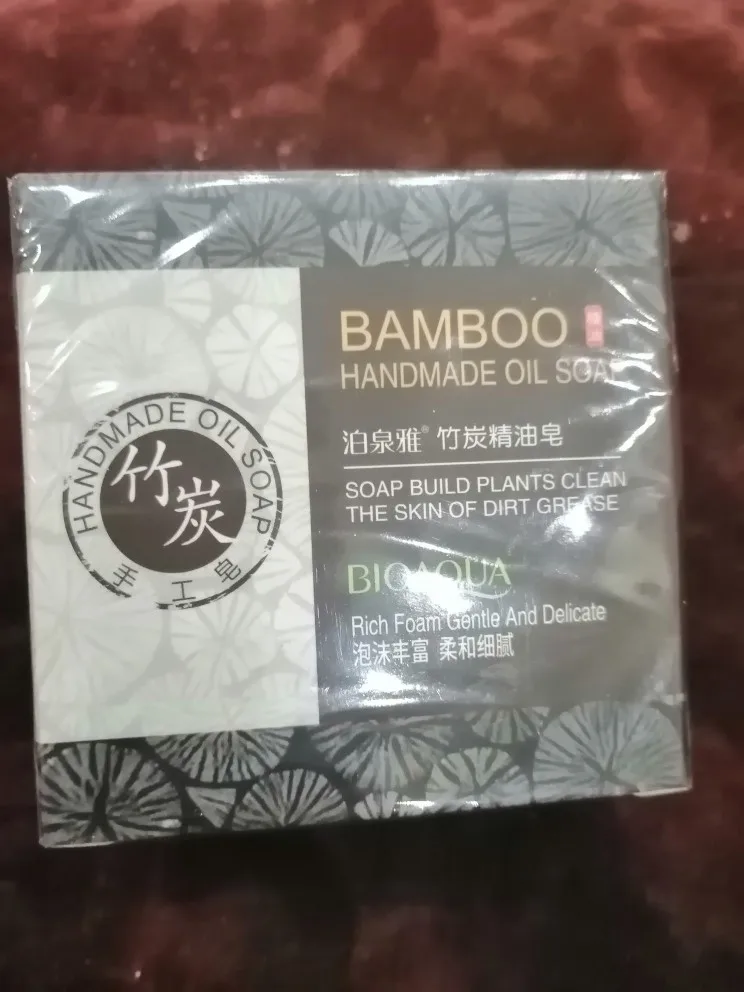 HANDMADE OIL SOAP
竹炭
手工皂
BAMBOO
HANDMADE OIL SOAP
泊泉雅® 竹炭精油皂
SOAP BUILD PLANTS CLEAN
THE SKIN OF DIRT GREASE
BIOAQUA
Rich Foam Gentle And Delicate
泡沫丰富 柔和细腻